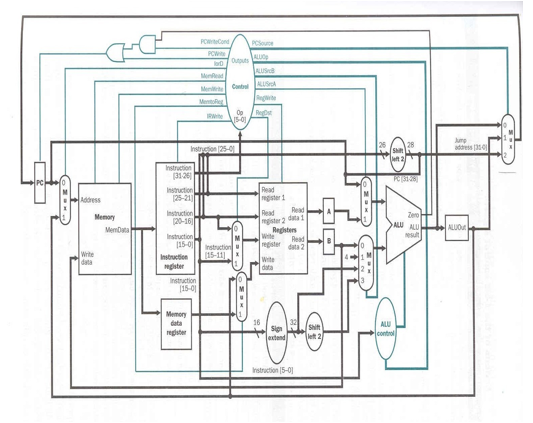 PCWriteCond
PCSource
PCWrite
Outputs
ALUOp
IorD
ALUSrcB
MemRead
Control
ALUSrcA
MemWrite
RegWrite
MemtoReg
Op
[5–0]
RegDst
IRWrite
Instruction [25–0]
26
Shift
left 2
28
Jump
address [31-0]
0
1
2
M
u
x
PC [31-28]
PC
0
M
u
x
1
Address
Memory
MemData
Write
data
Instruction
[31-26]
Instruction
[25–21]
Instruction
[20–16]
Instruction
[15–0]
Instruction
register
Instruction
[15–0]
Memory
data
register
Instruction
[15–11]
0
M
u
x
1
0
M
u
x
1
Read
register 1
Read
register 2
Write
register
Write
data
Registers
Read
data 1
Read
data 2
A
B
4
0
M
u
x
1
0
1
2
3
M
u
x
Zero
ALU
ALU
result
ALUOut
16
Sign
extend
32
Shift
left 2
ALU
control
Instruction [5–0]